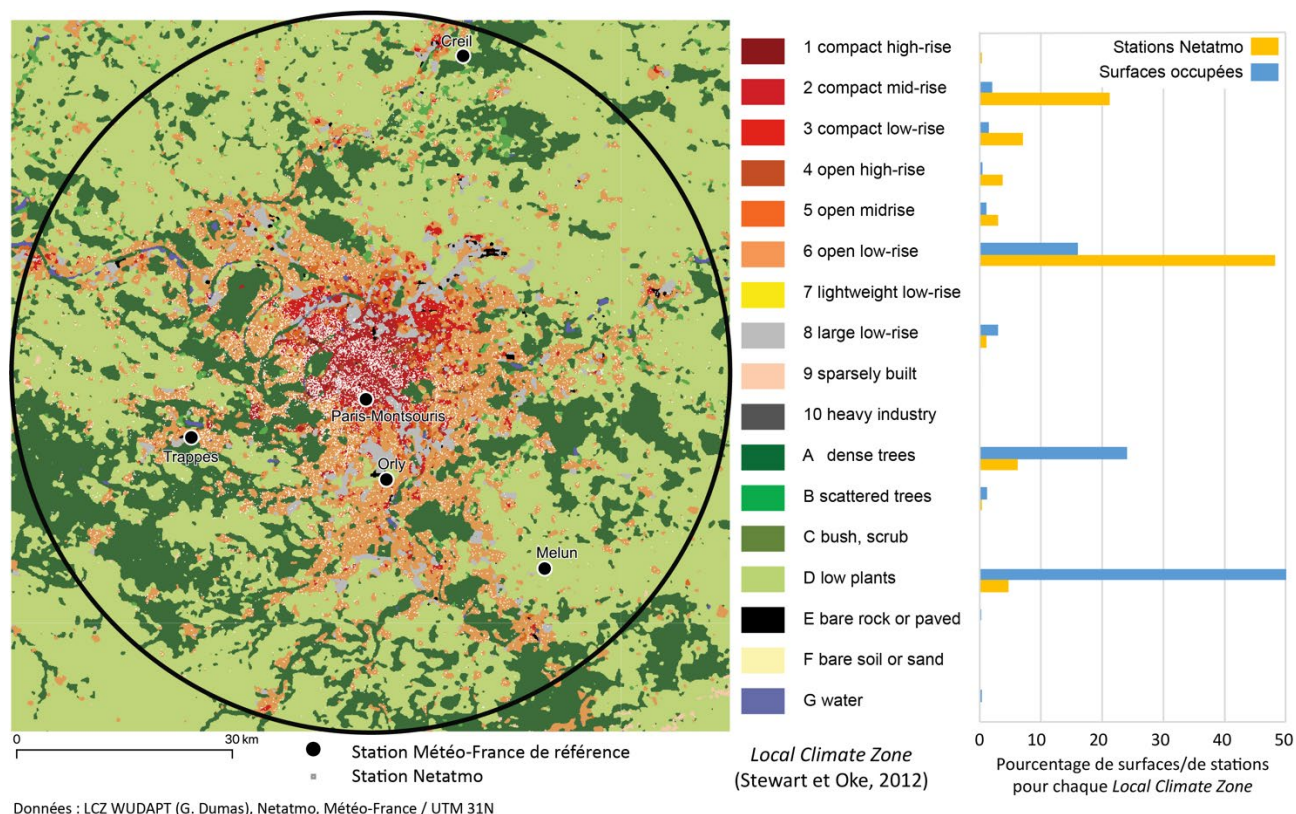 Creil
Paris-Montsouris
Trappes
Orly
Melun
0 30 km
Station Météo-France de référence
Station Netatmo
Données : LCZ WUDAPT (G. Dumas), Netatmo, Météo-France / UTM 31N
1 compact high-rise
2 compact mid-rise
3 compact low-rise
4 open high-rise
5 open midrise
6 open low-rise
7 lightweight low-rise
8 large low-rise
9 sparsely built
10 heavy industry
A dense trees
B scattered trees
C bush, scrub
D low plants
E bare rock or paved
F bare soil or sand
G water
Local Climate Zone
(Stewart et Oke, 2012)
Stations Netatmo
Surfaces occupées
0 10 20 30 40 50
Pourcentage de surfaces/de stations
pour chaque Local Climate Zone